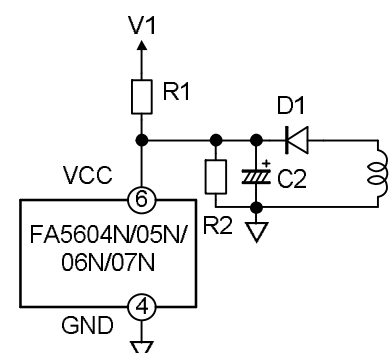 V1
R1
D1
VCC
6
R2
+
C2
FA5604N/05N/
06N/07N
4
GND